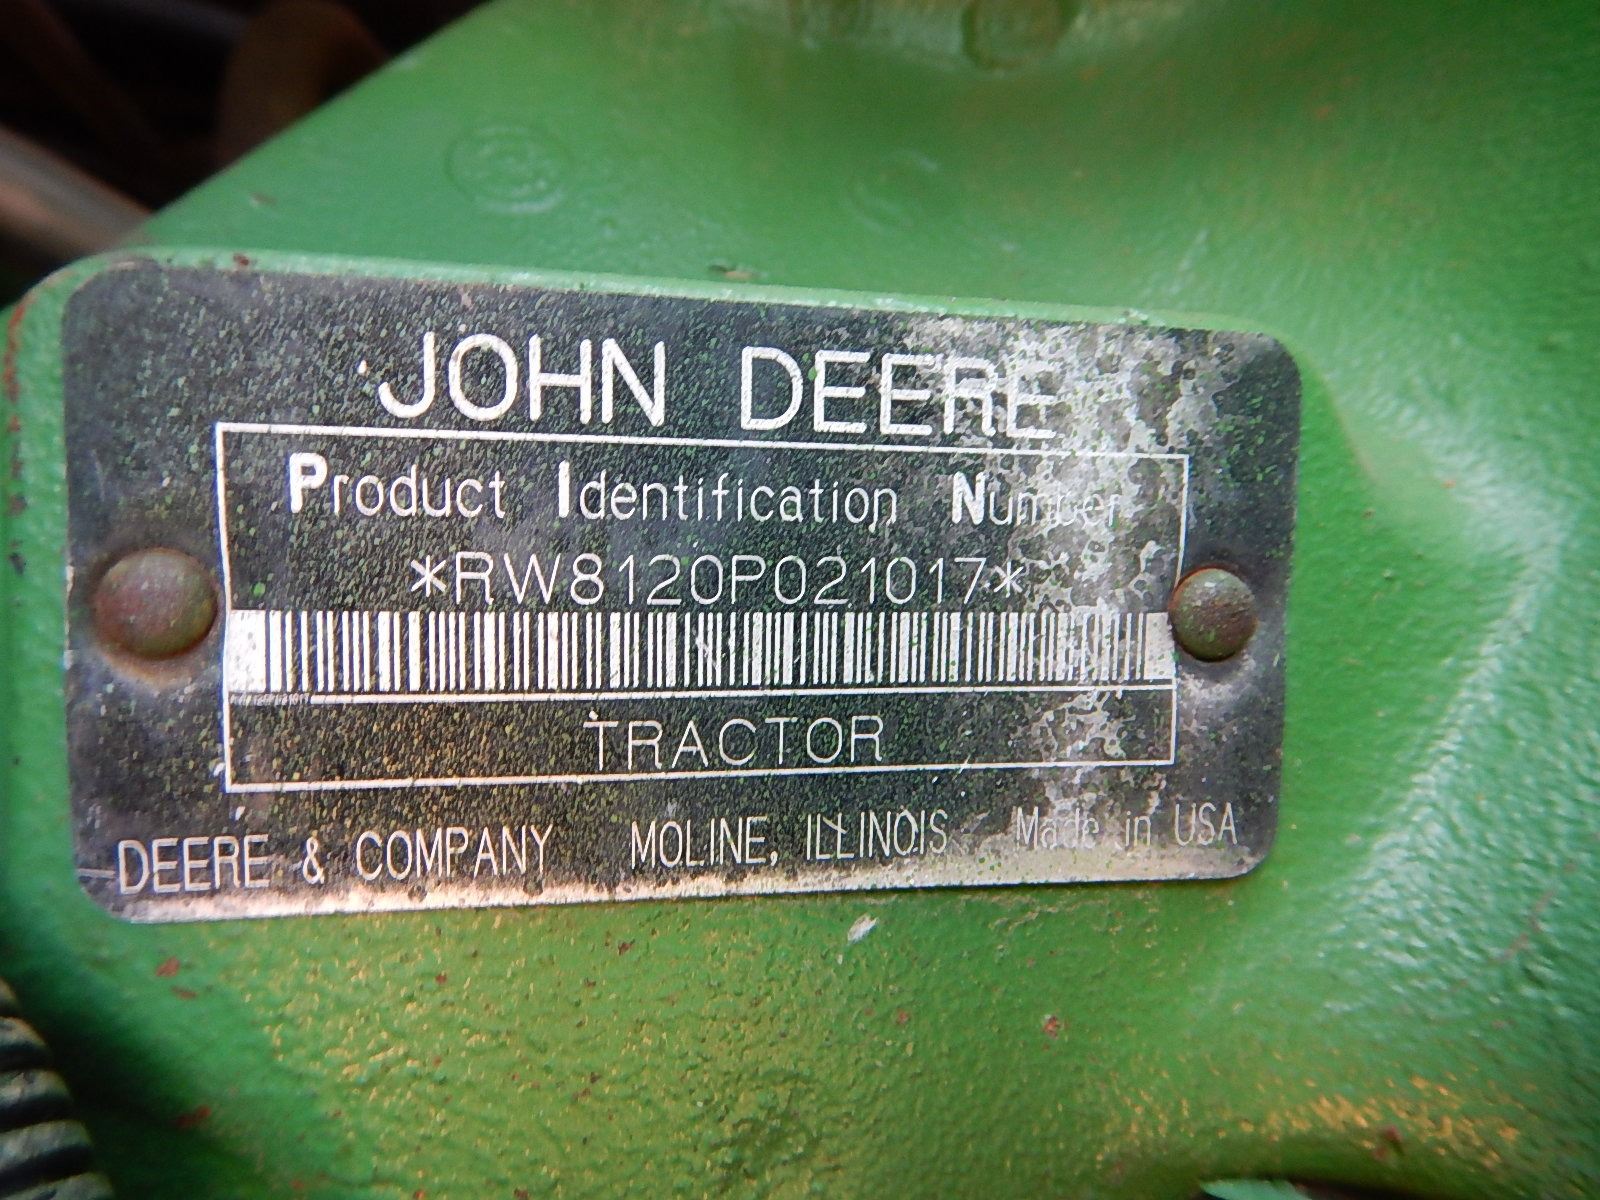 JOHN DEERE
Product Identification Number
*RW8120P021017*
TRACTOR
DEERE & COMPANY MOLINE, ILLINOIS Made in USA